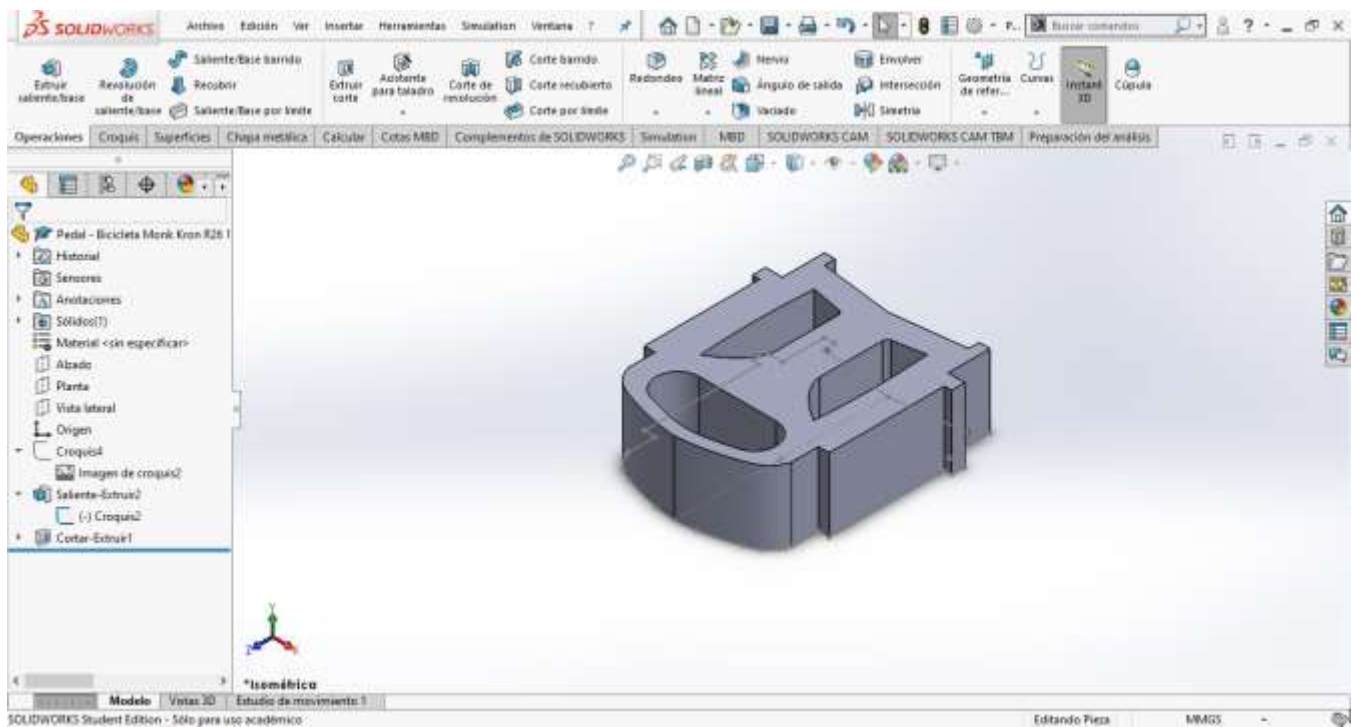 SOLIDWORKS Archivo Edición Ver Insertar Herramientas Simulation Ventana ? P... Buscar comandos ?
Extruir saliente/base
Revolución de saliente/base
Saliente/Base barrido
Recubrir
Saliente/Base por límite
Extruir corte
Asistente para taladro
Corte de revolución
Corte barrido
Corte recubierto
Corte por límite
Redondeo
Matriz lineal
Nervio
Ángulo de salida
Vaciado
Envolver
Intersección
Simetría
Geometría de refer...
Curvas
Instant 3D
Cúpula
Operaciones Croquis Superficies Chapa metálica Calcular Cotas MBD Complementos de SOLIDWORKS Simulation MBD SOLIDWORKS CAM SOLIDWORKS CAM TBM Preparación del análisis
Pedal - Bicicleta Monk Kron R26 1
Historial
Sensores
Anotaciones
Sólidos(1)
Material <sin especificar>
Alzado
Planta
Vista lateral
Origen
Croquis4
Imagen de croquis2
Saliente-Extruir2
(-) Croquis2
Cortar-Extruir1
Y
Z
X
*Isométrica
Modelo Vistas 3D Estudio de movimiento 1
SOLIDWORKS Student Edition - Sólo para uso académico Editando Pieza MMGS